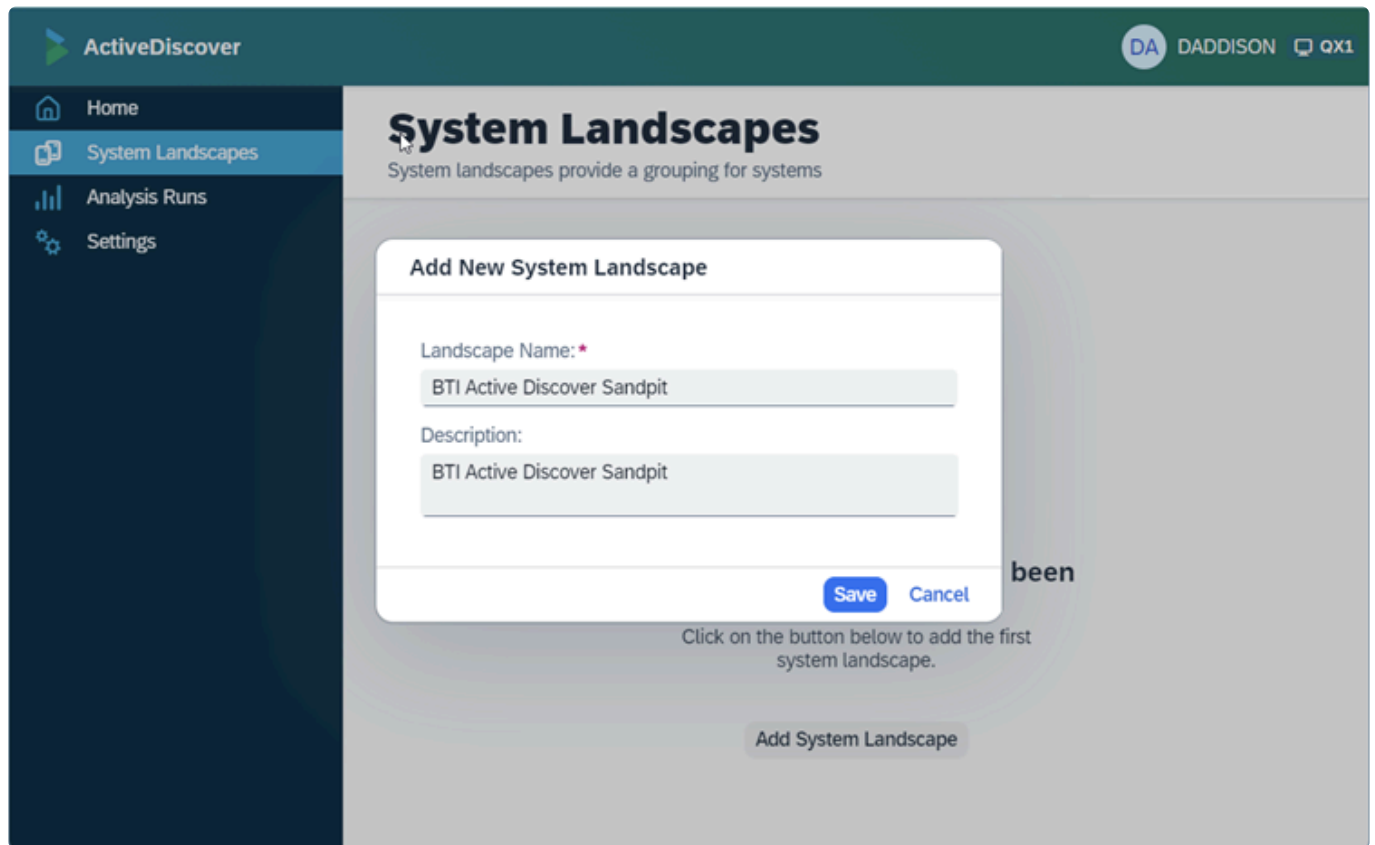 ActiveDiscover
DA DADDISON QX1
Home
System Landscapes
Analysis Runs
Settings
System Landscapes
System landscapes provide a grouping for systems
Add New System Landscape
Landscape Name:*
BTI Active Discover Sandpit
Description:
BTI Active Discover Sandpit
been
Save Cancel
Click on the button below to add the first
system landscape.
Add System Landscape